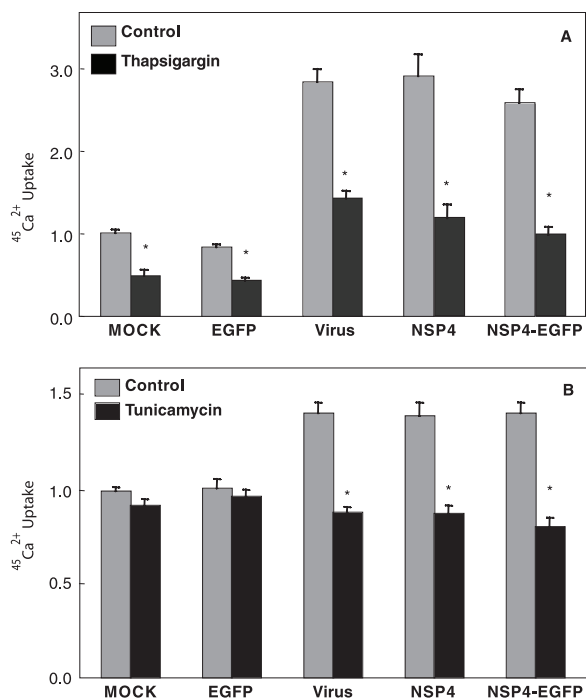 Control
A
Thapsigargin
3.0
2.0
1.0
0.0
45Ca2+ Uptake
*
*
*
*
*
MOCK EGFP Virus NSP4 NSP4-EGFP
Control
B
Tunicamycin
1.5
1.0
0.5
0.0
45Ca2+ Uptake
*
*
*
MOCK EGFP Virus NSP4 NSP4-EGFP